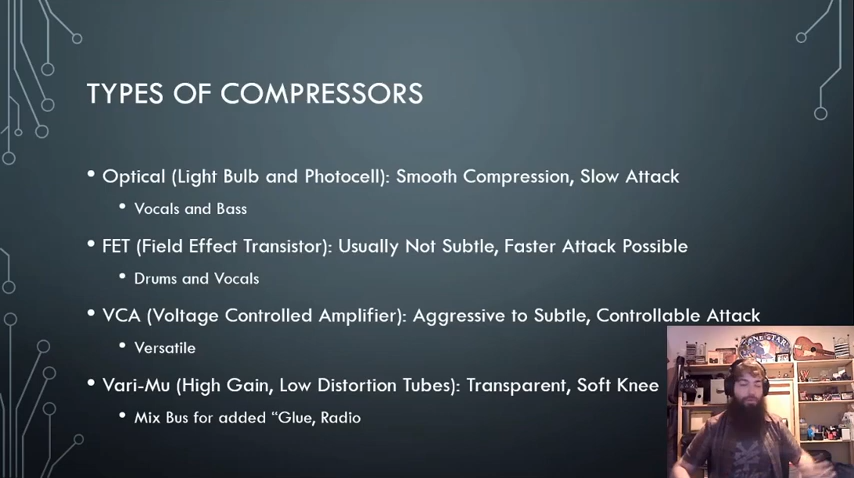 TYPES OF COMPRESSORS
• Optical (Light Bulb and Photocell): Smooth Compression, Slow Attack
• Vocals and Bass
• FET (Field Effect Transistor): Usually Not Subtle, Faster Attack Possible
• Drums and Vocals
• VCA (Voltage Controlled Amplifier): Aggressive to Subtle, Controllable Attack
• Versatile
• Vari-Mu (High Gain, Low Distortion Tubes): Transparent, Soft Knee
• Mix Bus for added “Glue, Radio